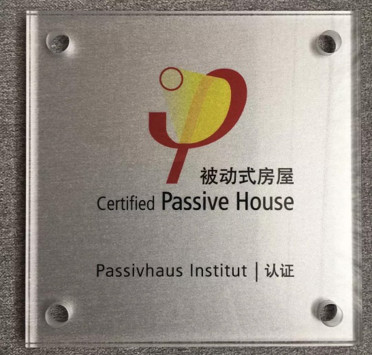 被动式房屋
Certified Passive House
Passivhaus Institut | 认证